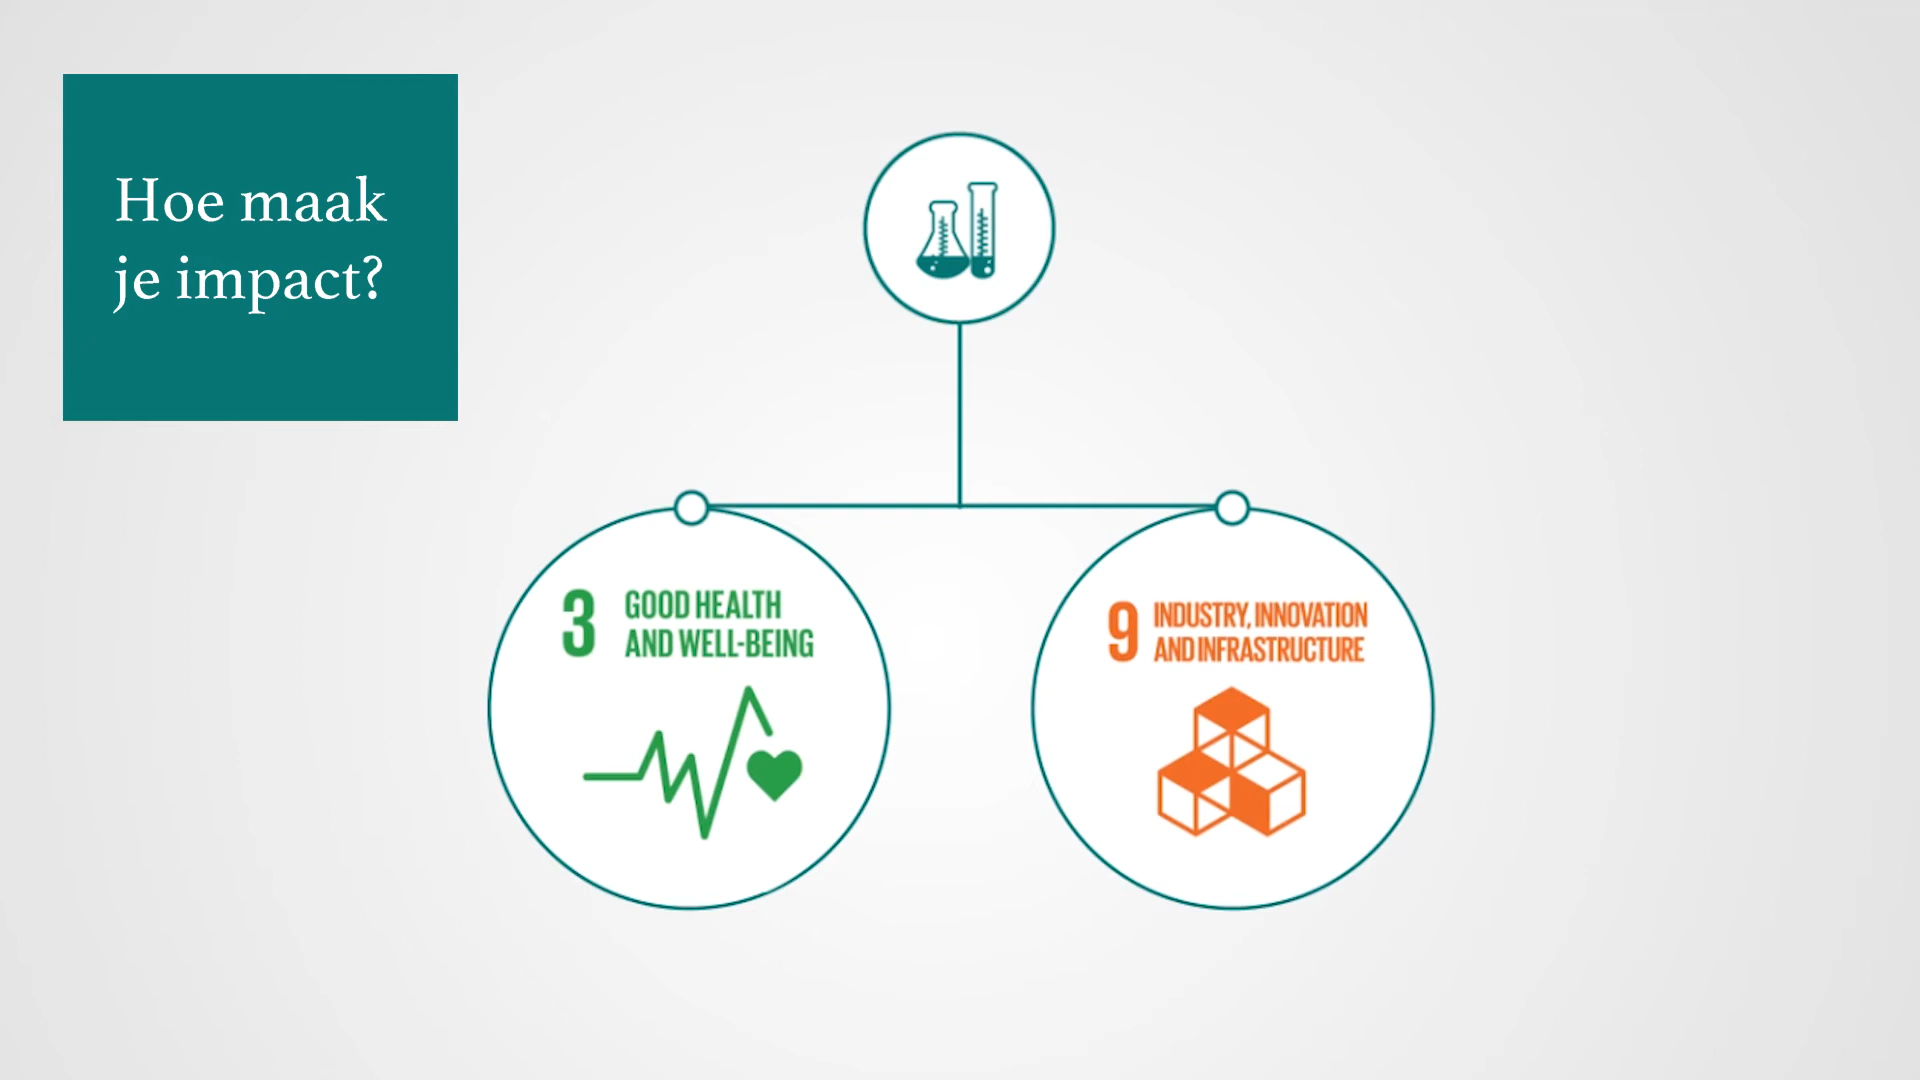 Hoe maak
je impact?
3 GOOD HEALTH
AND WELL-BEING
9 INDUSTRY, INNOVATION
AND INFRASTRUCTURE